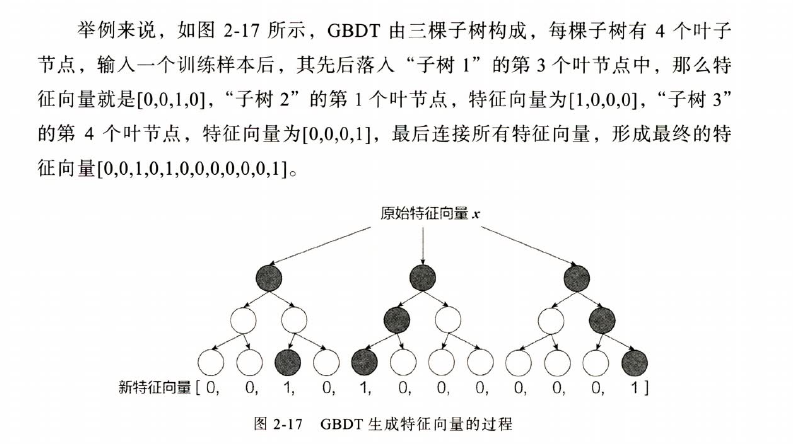 举例来说，如图 2-17 所示，GBDT 由三棵子树构成，每棵子树有 4 个叶子
节点，输入一个训练样本后，其先后落入“子树 1”的第 3 个叶节点中，那么特
征向量就是[0,0,1,0]，“子树 2”的第 1 个叶节点，特征向量为[1,0,0,0]，“子树 3”
的第 4 个叶节点，特征向量为[0,0,0,1]，最后连接所有特征向量，形成最终的特
征向量[0,0,1,0,1,0,0,0,0,0,0,1]。
原始特征向量 x
新特征向量 [ 0, 0, 1, 0, 1, 0, 0, 0, 0, 0, 0, 1 ]
图 2-17 GBDT 生成特征向量的过程